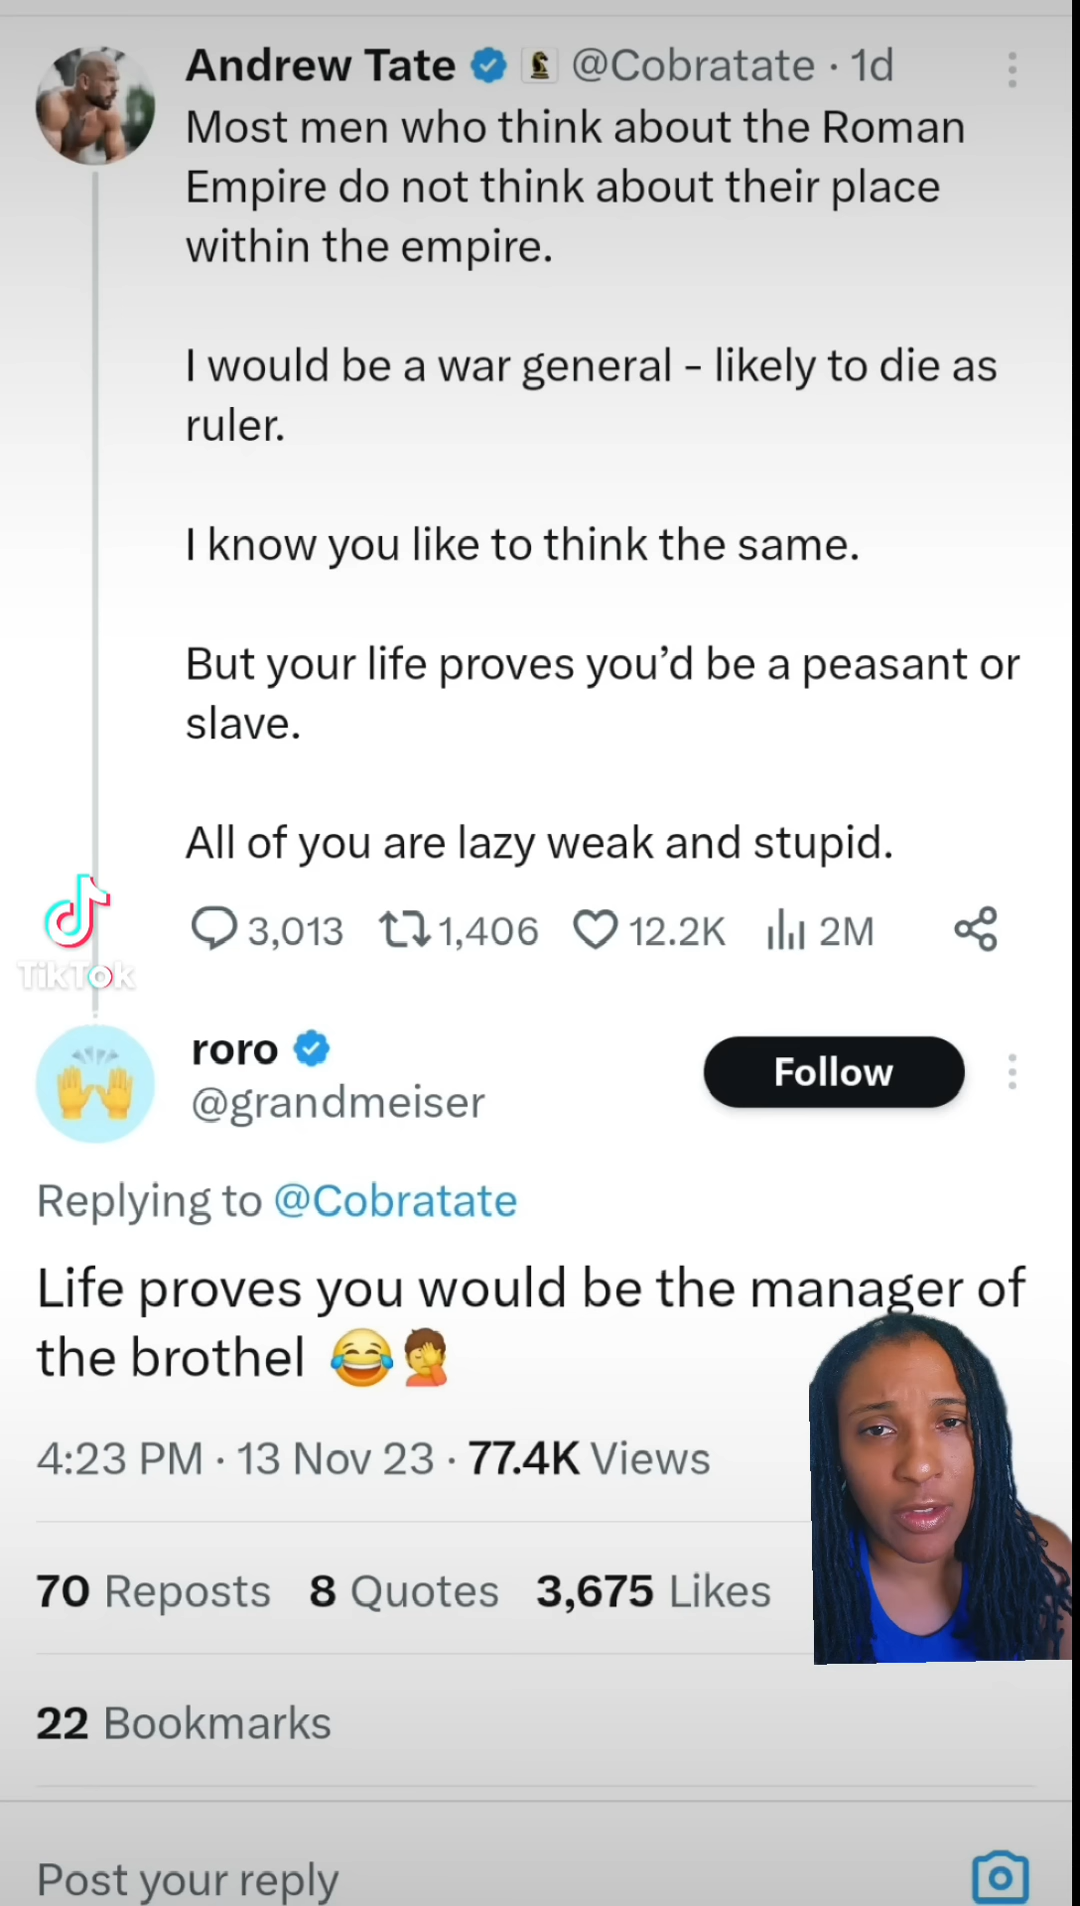 Andrew Tate @Cobratate · 1d
Most men who think about the Roman
Empire do not think about their place
within the empire.
I would be a war general - likely to die as
ruler.
I know you like to think the same.
But your life proves you’d be a peasant or
slave.
All of you are lazy weak and stupid.
3,013 1,406 12.2K 2M
TikTok
roro
Follow
@grandmeiser
Replying to @Cobratate
Life proves you would be the manager of
the brothel 😂🤦
4:23 PM · 13 Nov 23 · 77.4K Views
70 Reposts 8 Quotes 3,675 Likes
22 Bookmarks
Post your reply